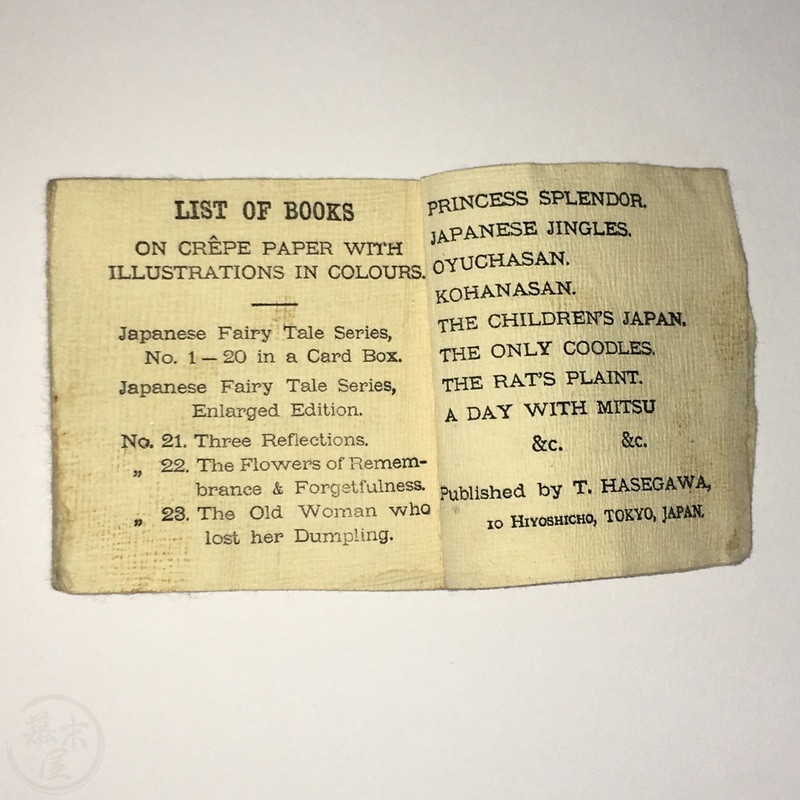 LIST OF BOOKS
ON CRÊPE PAPER WITH
ILLUSTRATIONS IN COLOURS.
Japanese Fairy Tale Series,
No. 1–20 in a Card Box.
Japanese Fairy Tale Series,
Enlarged Edition.
No. 21. Three Reflections.
„ 22. The Flowers of Remem-
brance & Forgetfulness.
„ 23. The Old Woman who
lost her Dumpling.
PRINCESS SPLENDOR.
JAPANESE JINGLES.
OYUCHASAN.
KOHANASAN.
THE CHILDREN'S JAPAN.
THE ONLY COODLES.
THE RAT'S PLAINT.
A DAY WITH MITSU
&c. &c.
Published by T. HASEGAWA,
10 HIYOSHICHO, TOKYO, JAPAN.
幕末
屋